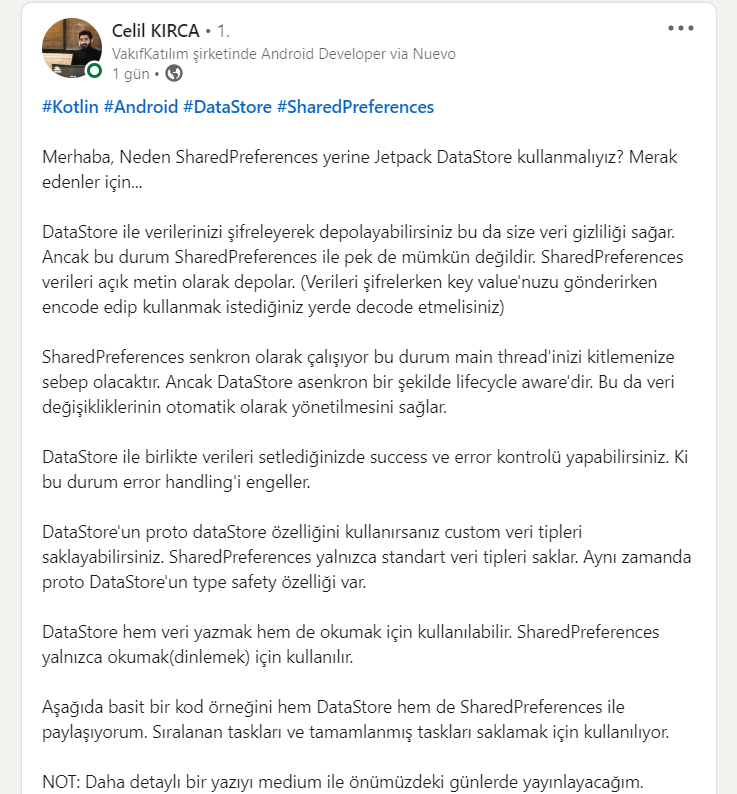 Celil KIRCA • 1.
VakıfKatılım şirketinde Android Developer via Nuevo
1 gün •
#Kotlin #Android #DataStore #SharedPreferences
Merhaba, Neden SharedPreferences yerine Jetpack DataStore kullanmalıyız? Merak
edenler için...
DataStore ile verilerinizi şifreleyerek depolayabilirsiniz bu da size veri gizliliği sağar.
Ancak bu durum SharedPreferences ile pek de mümkün değildir. SharedPreferences
verileri açık metin olarak depolar. (Verileri şifrelerken key value'nuzu gönderirken
encode edip kullanmak istediğiniz yerde decode etmelisiniz)
SharedPreferences senkron olarak çalışıyor bu durum main thread'inizi kitlemenize
sebep olacaktır. Ancak DataStore asenkron bir şekilde lifecycle aware'dir. Bu da veri
değişikliklerinin otomatik olarak yönetilmesini sağlar.
DataStore ile birlikte verileri setlediğinizde success ve error kontrolü yapabilirsiniz. Ki
bu durum error handling'i engeller.
DataStore'un proto dataStore özelliğini kullanırsanız custom veri tipleri
saklayabilirsiniz. SharedPreferences yalnızca standart veri tipleri saklar. Aynı zamanda
proto DataStore'un type safety özelliği var.
DataStore hem veri yazmak hem de okumak için kullanılabilir. SharedPreferences
yalnızca okumak(dinlemek) için kullanılır.
Aşağıda basit bir kod örneğini hem DataStore hem de SharedPreferences ile
paylaşıyorum. Sıralanan taskları ve tamamlanmış taskları saklamak için kullanılıyor.
NOT: Daha detaylı bir yazıyı medium ile önümüzdeki günlerde yayınlayacağım.